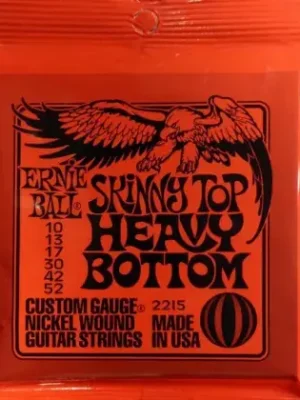 ERNIE
BALL®
10
13
17
30
42
52
SKINNY TOP
HEAVY
BOTTOM
CUSTOM GAUGE®
NICKEL WOUND
GUITAR STRINGS
2215
MADE
IN USA